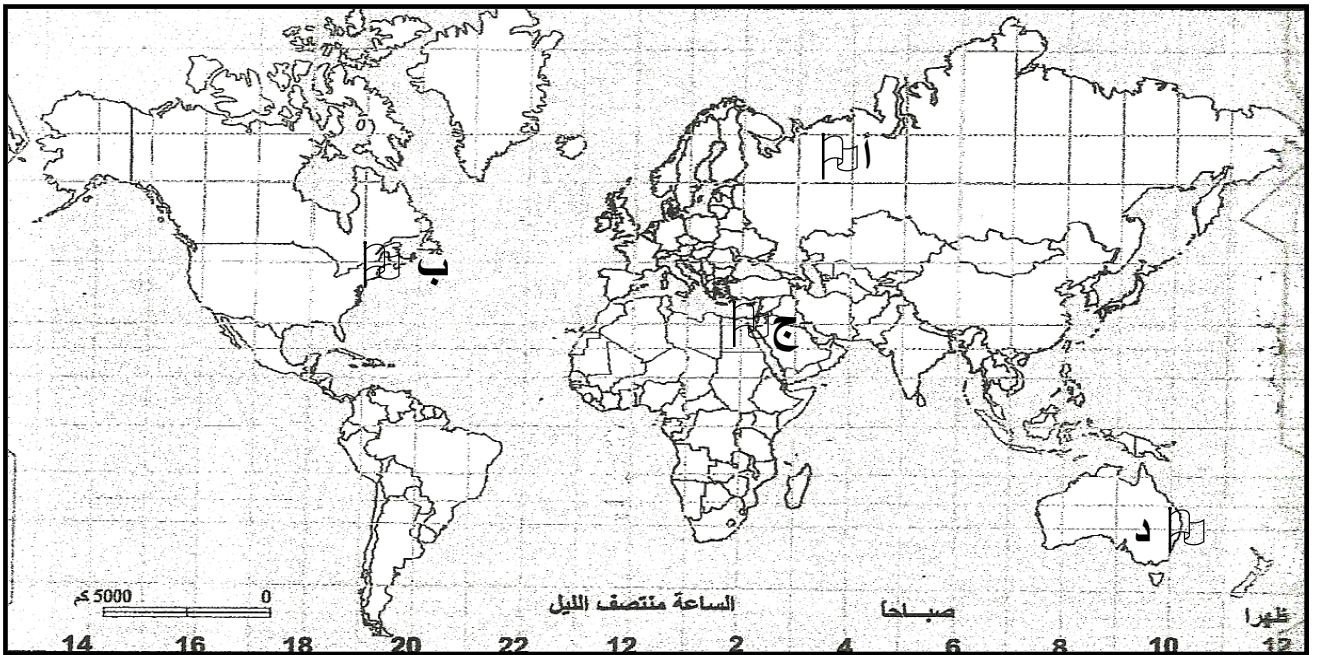 أ
ب
ج
د
5000 كم 0
الساعة منتصف الليل
صباحا
ظهرا
14 16 18 20 22 12 2 4 6 8 10 12